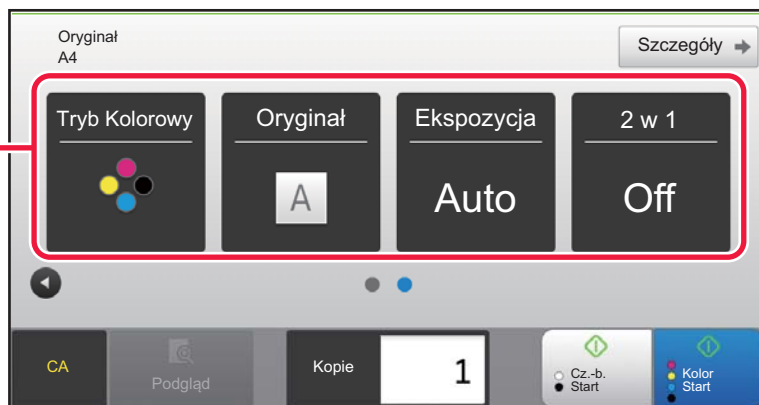 Oryginał
A4
Szczegóły
Tryb Kolorowy
Oryginał
Ekspozycja
2 w 1
A
Auto
Off
CA
Podgląd
Kopie
1
Cz.-b.
Start
Kolor
Start